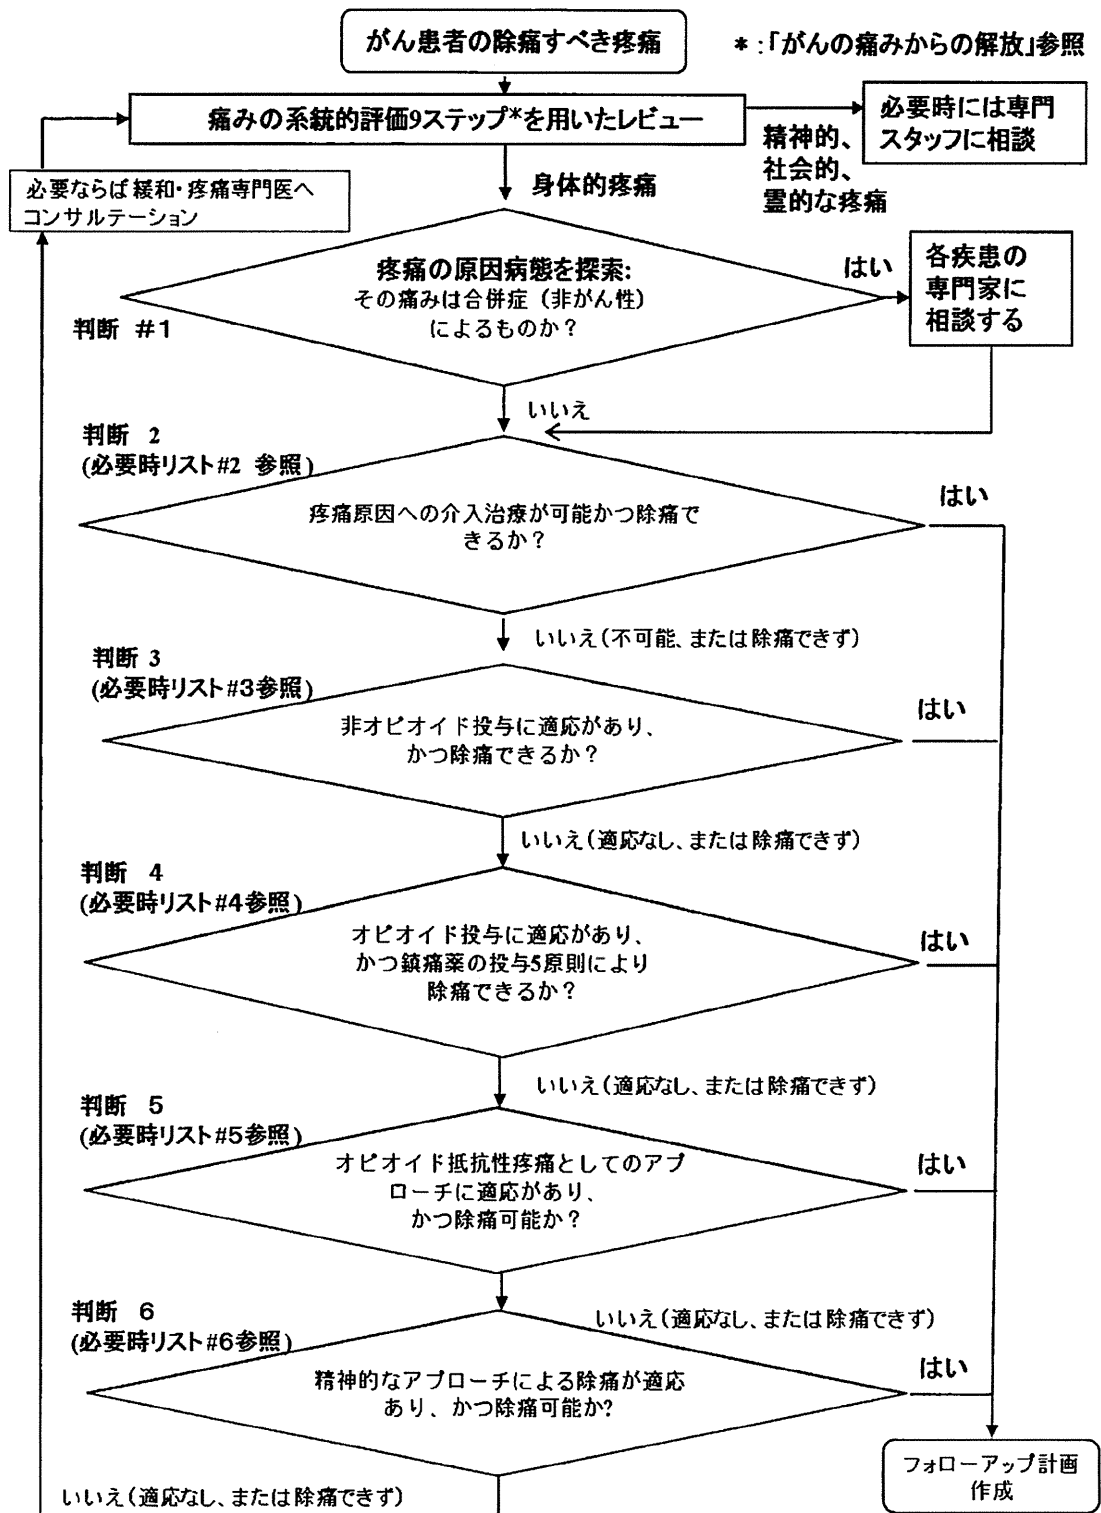 がん患者の除痛すべき疼痛
*:「がんの痛みからの解放」参照
痛みの系統的評価9ステップ*を用いたレビュー
必要時には専門
スタッフに相談
精神的、
社会的、
霊的な疼痛
必要ならば緩和・疼痛専門医へ
コンサルテーション
身体的疼痛
疼痛の原因病態を探索:
その痛みは合併症（非がん性）
によるものか？
はい
各疾患の
専門家に
相談する
判断 #1
いいえ
判断 2
(必要時リスト#2 参照)
疼痛原因への介入治療が可能かつ除痛で
きるか？
はい
いいえ(不可能、または除痛できず)
判断 3
(必要時リスト#3参照)
非オピオイド投与に適応があり、
かつ除痛できるか？
はい
いいえ(適応なし、または除痛できず)
判断 4
(必要時リスト#4参照)
オピオイド投与に適応があり、
かつ鎮痛薬の投与5原則により
除痛できるか？
はい
いいえ(適応なし、または除痛できず)
判断 5
(必要時リスト#5参照)
オピオイド抵抗性疼痛としてのアプ
ローチに適応があり、
かつ除痛可能か？
はい
判断 6
(必要時リスト#6参照)
いいえ(適応なし、または除痛できず)
精神的なアプローチによる除痛が適応
あり、かつ除痛可能か?
はい
フォローアップ計画
作成
いいえ(適応なし、または除痛できず)